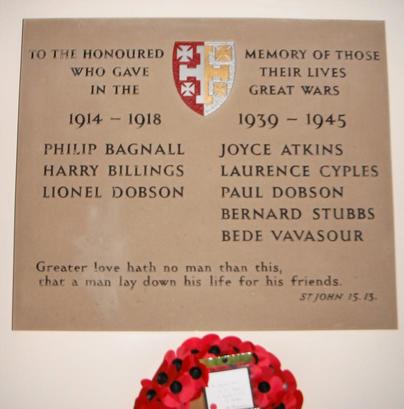 TO THE HONOURED MEMORY OF THOSE
WHO GAVE THEIR LIVES
IN THE GREAT WARS
1914 – 1918
PHILIP BAGNALL
HARRY BILLINGS
LIONEL DOBSON
1939 – 1945
JOYCE ATKINS
LAURENCE CYPLES
PAUL DOBSON
BERNARD STUBBS
BEDE VAVASOUR
Greater love hath no man than this,
that a man lay down his life for his friends.
ST JOHN 15. 13.